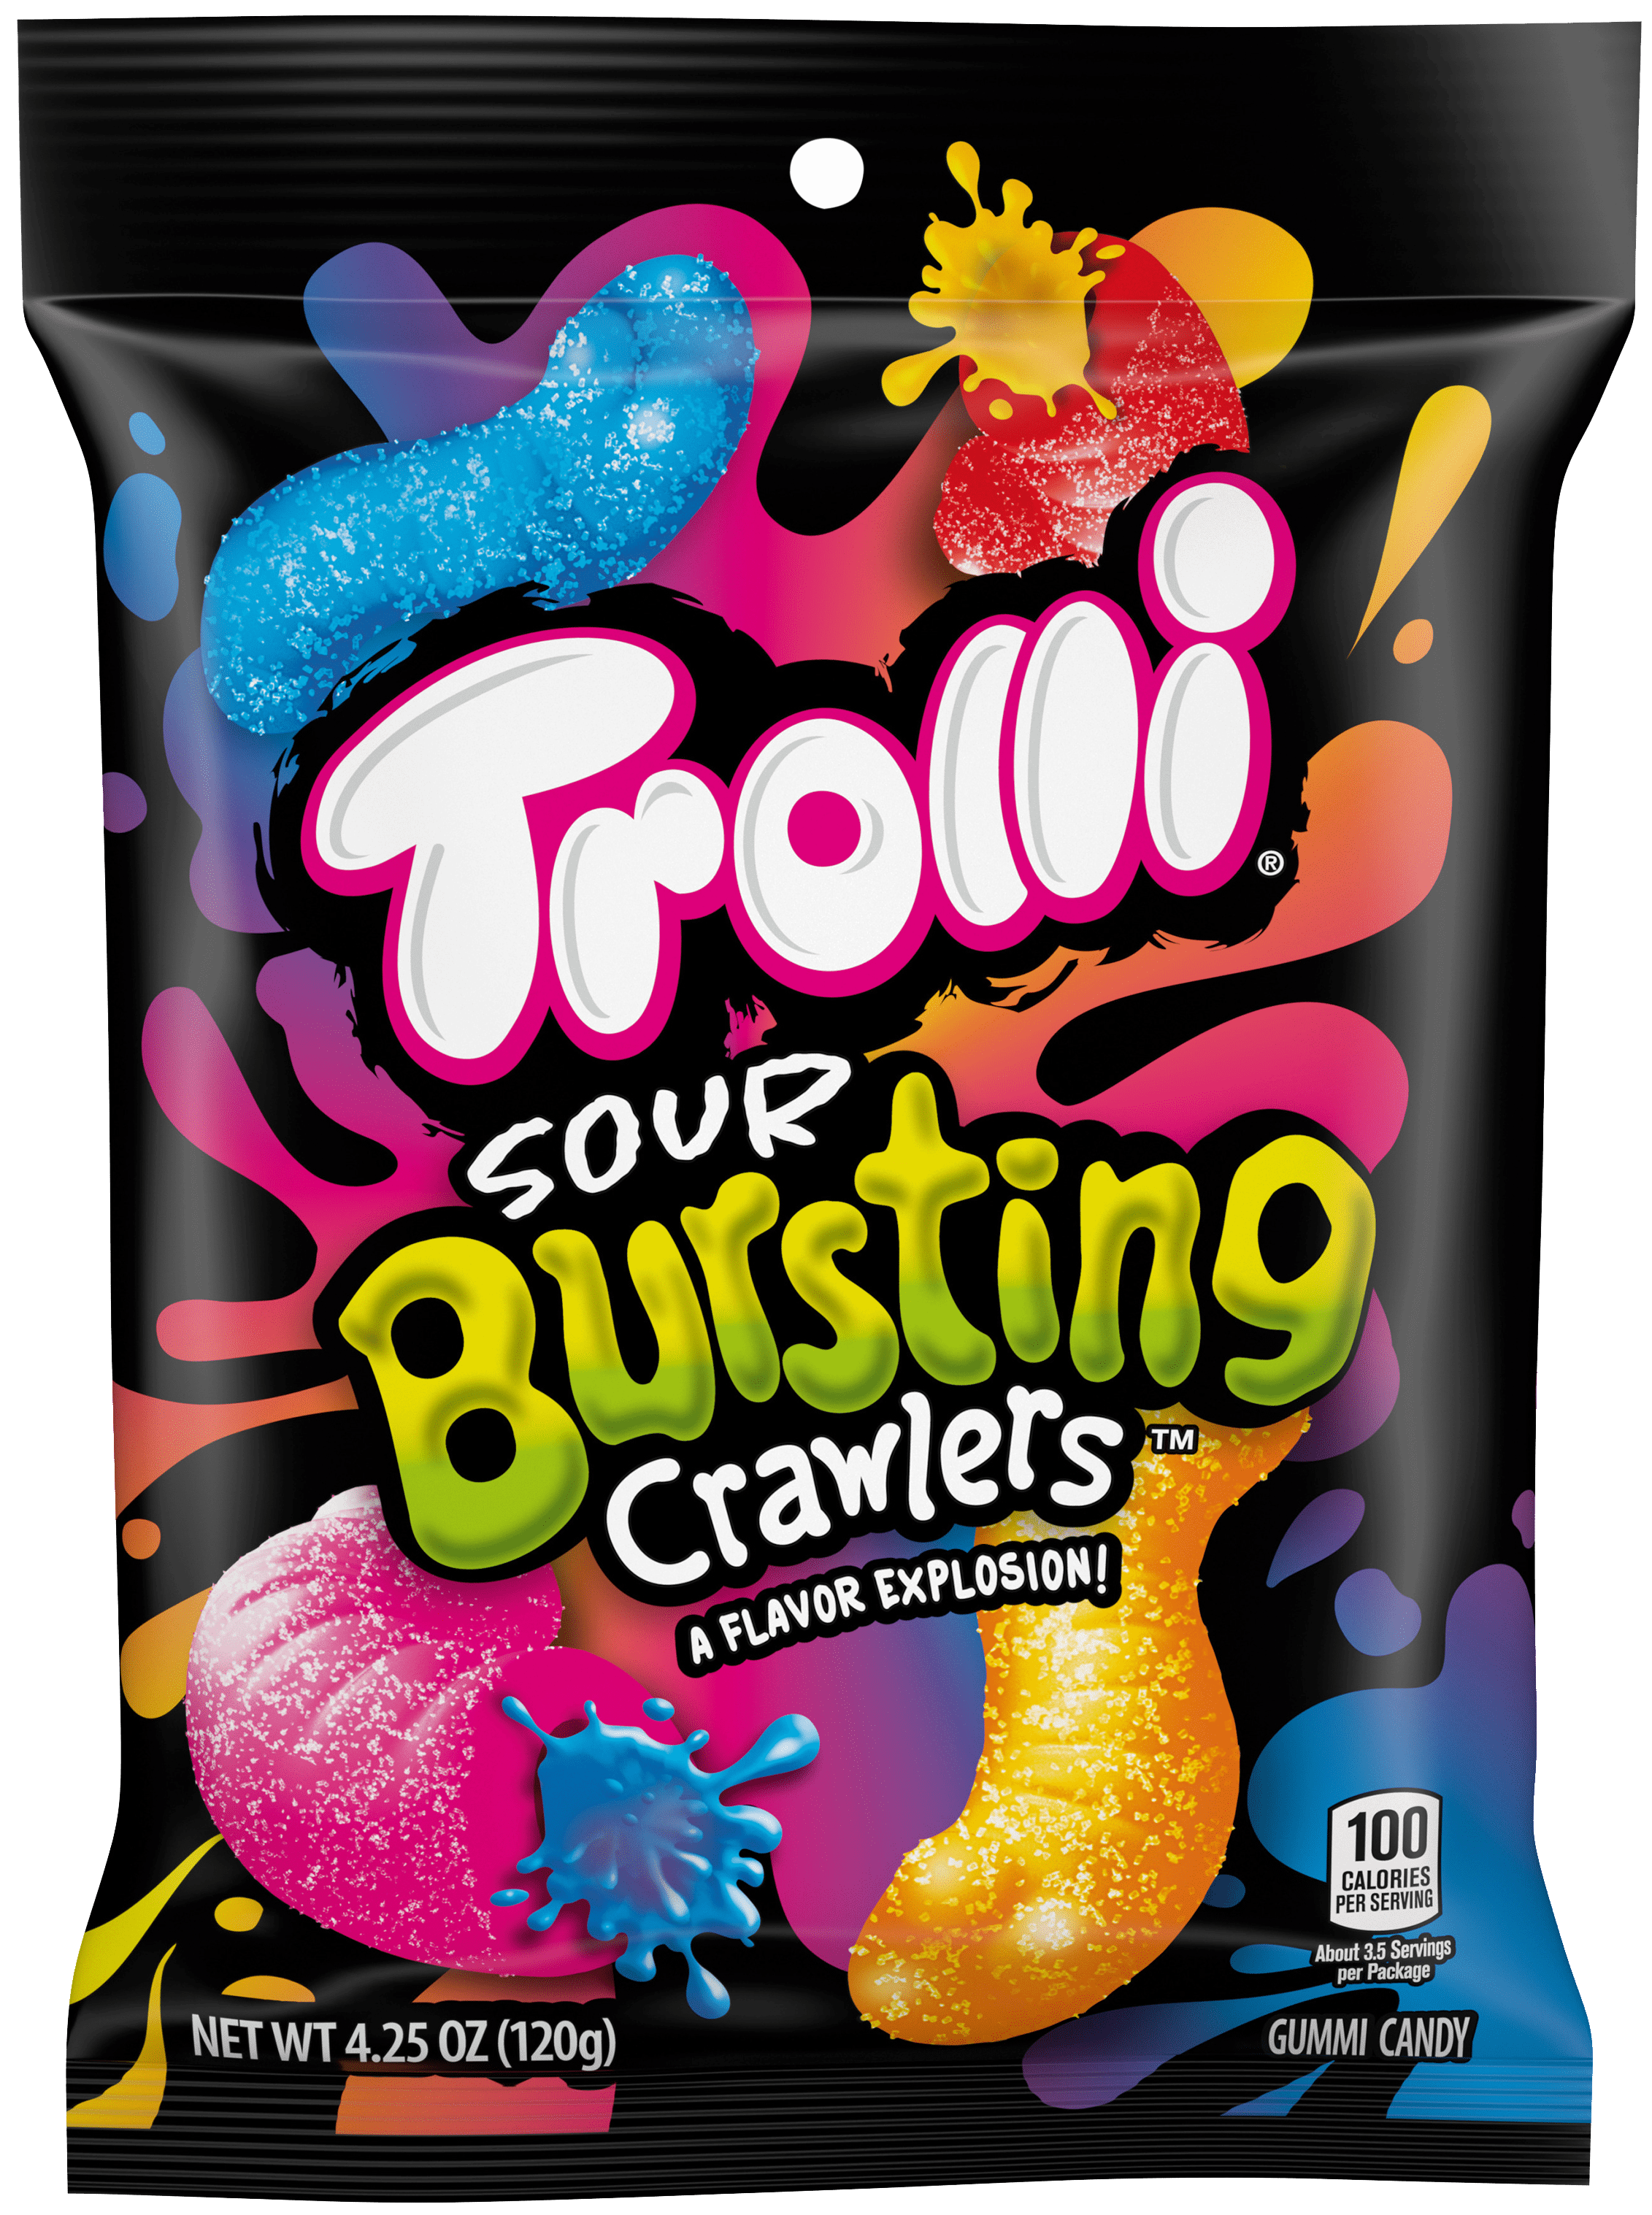 Trolli®
SOUR
Bursting
Crawlers™
A FLAVOR EXPLOSION!
100
CALORIES
PER SERVING
About 3.5 Servings
per Package
NET WT 4.25 OZ (120g)
GUMMI CANDY